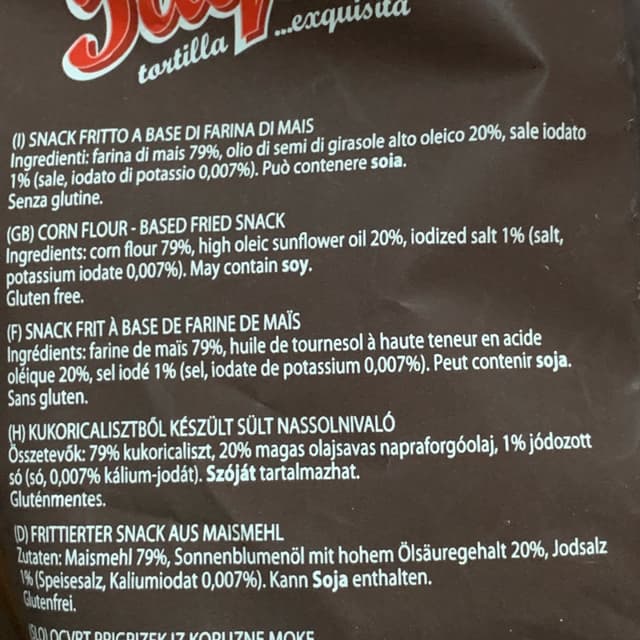 tortilla ...exquisita
(I) SNACK FRITTO A BASE DI FARINA DI MAIS
Ingredienti: farina di mais 79%, olio di semi di girasole alto oleico 20%, sale iodato
1% (sale, iodato di potassio 0,007%). Può contenere soia.
Senza glutine.
(GB) CORN FLOUR - BASED FRIED SNACK
Ingredients: corn flour 79%, high oleic sunflower oil 20%, iodized salt 1% (salt,
potassium iodate 0,007%). May contain soy.
Gluten free.
(F) SNACK FRIT À BASE DE FARINE DE MAÏS
Ingrédients: farine de maïs 79%, huile de tournesol à haute teneur en acide
oléique 20%, sel iodé 1% (sel, iodate de potassium 0,007%). Peut contenir soja.
Sans gluten.
(H) KUKORICALISZTBŐL KÉSZÜLT SÜLT NASSOLNIVALÓ
Összetevők: 79% kukoricaliszt, 20% magas olajsavas napraforgóolaj, 1% jódozott
só (só, 0,007% kálium-jodát). Szóját tartalmazhat.
Gluténmentes.
(D) FRITTIERTER SNACK AUS MAISMEHL
Zutaten: Maismehl 79%, Sonnenblumenöl mit hohem Ölsäuregehalt 20%, Jodsalz
1% (Speisesalz, Kaliumiodat 0,007%). Kann Soja enthalten.
Glutenfrei.
(SLO) OCVRT PRIGRIZEK IZ KORUZNE MOKE